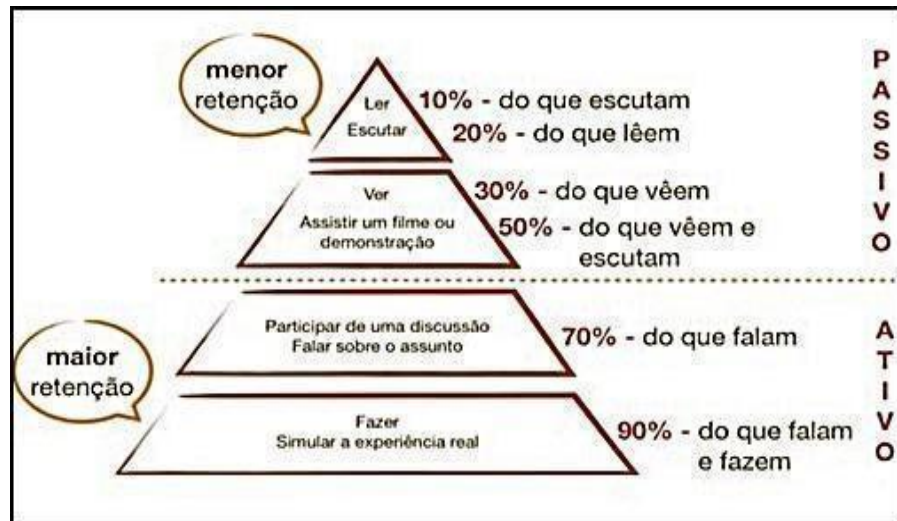 menor
retenção
Ler
Escutar
10% - do que escutam
20% - do que lêem
Ver
Assistir um filme ou
demonstração
30% - do que vêem
50% - do que vêem e
escutam
PASSIVO
maior
retenção
Participar de uma discussão
Falar sobre o assunto
70% - do que falam
Fazer
Simular a experiência real
90% - do que falam
e fazem
ATIVO